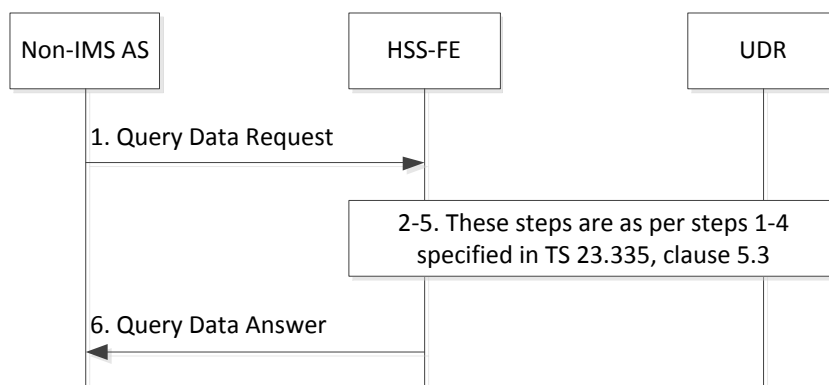 Non-IMS AS
HSS-FE
UDR
1. Query Data Request
2-5. These steps are as per steps 1-4
specified in TS 23.335, clause 5.3
6. Query Data Answer